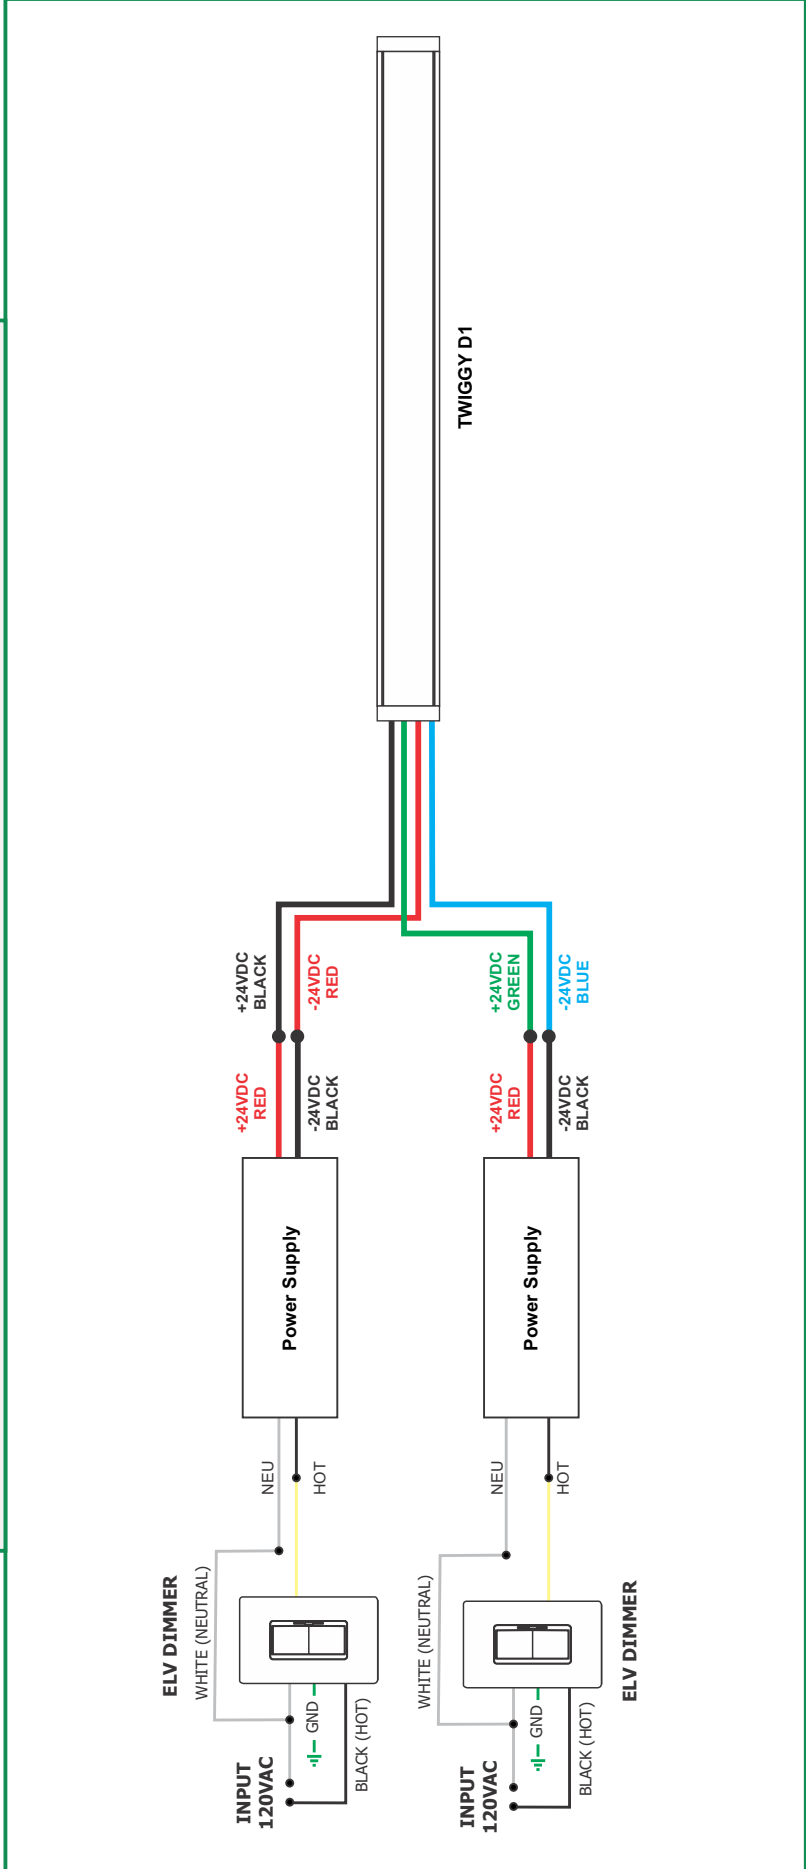 TWIGGY D1
+24VDC
BLACK
-24VDC
RED
+24VDC
GREEN
-24VDC
BLUE
+24VDC
RED
-24VDC
BLACK
+24VDC
RED
-24VDC
BLACK
Power Supply
Power Supply
NEU
HOT
NEU
HOT
ELV DIMMER
WHITE (NEUTRAL)
GND
BLACK (HOT)
INPUT
120VAC
WHITE (NEUTRAL)
ELV DIMMER
GND
BLACK (HOT)
INPUT
120VAC